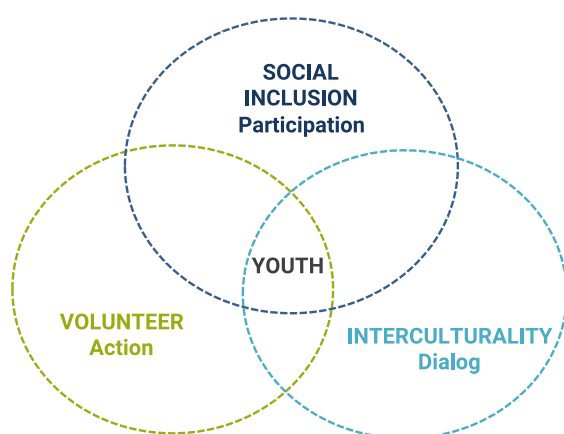 SOCIAL
INCLUSION
Participation
YOUTH
VOLUNTEER
Action
INTERCULTURALITY
Dialog